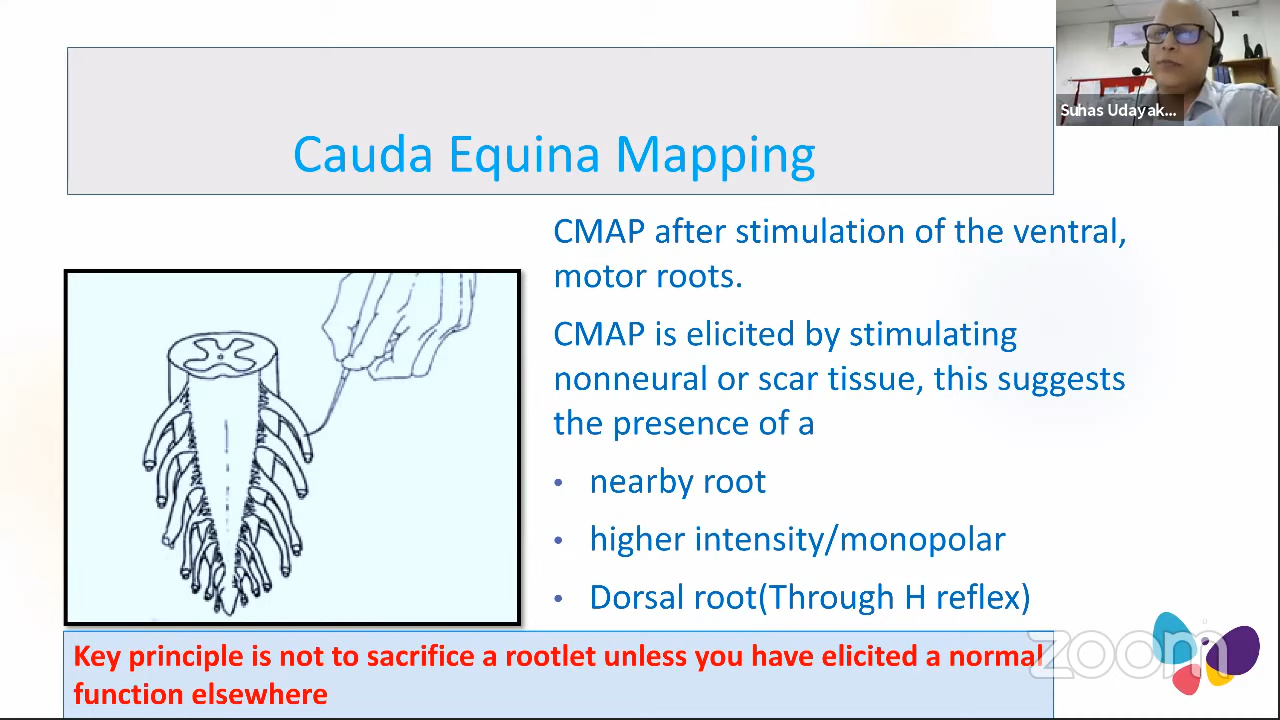 Cauda Equina Mapping
CMAP after stimulation of the ventral,
motor roots.
CMAP is elicited by stimulating
nonneural or scar tissue, this suggests
the presence of a
• nearby root
• higher intensity/monopolar
• Dorsal root(Through H reflex)
Key principle is not to sacrifice a rootlet unless you have elicited a normal
function elsewhere
Suhas Udayak...
zoom